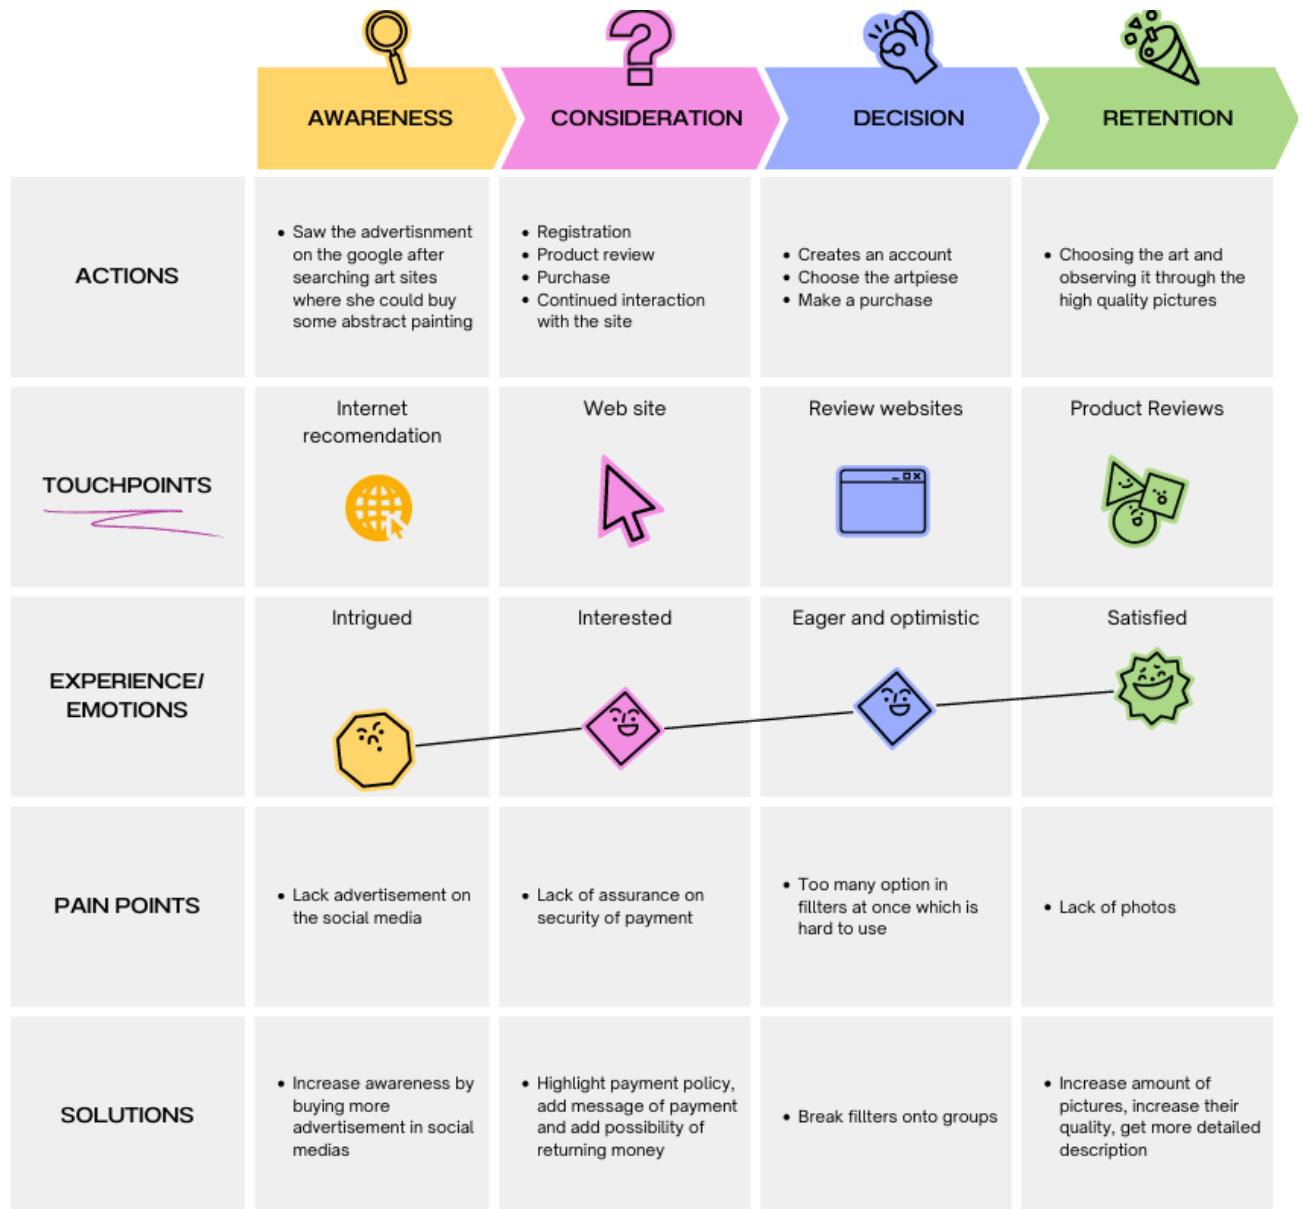 AWARENESS
CONSIDERATION
DECISION
RETENTION
ACTIONS
• Saw the advertisnment
on the google after
searching art sites
where she could buy
some abstract painting
• Registration
• Product review
• Purchase
• Continued interaction
with the site
• Creates an account
• Choose the artpiese
• Make a purchase
• Choosing the art and
observing it through the
high quality pictures
TOUCHPOINTS
Internet
recomendation
Web site
Review websites
Product Reviews
EXPERIENCE/
EMOTIONS
Intrigued
Interested
Eager and optimistic
Satisfied
PAIN POINTS
• Lack advertisement on
the social media
• Lack of assurance on
security of payment
• Too many option in
fillters at once which is
hard to use
• Lack of photos
SOLUTIONS
• Increase awareness by
buying more
advertisement in social
medias
• Highlight payment policy,
add message of payment
and add possibility of
returning money
• Break fillters onto groups
• Increase amount of
pictures, increase their
quality, get more detailed
description